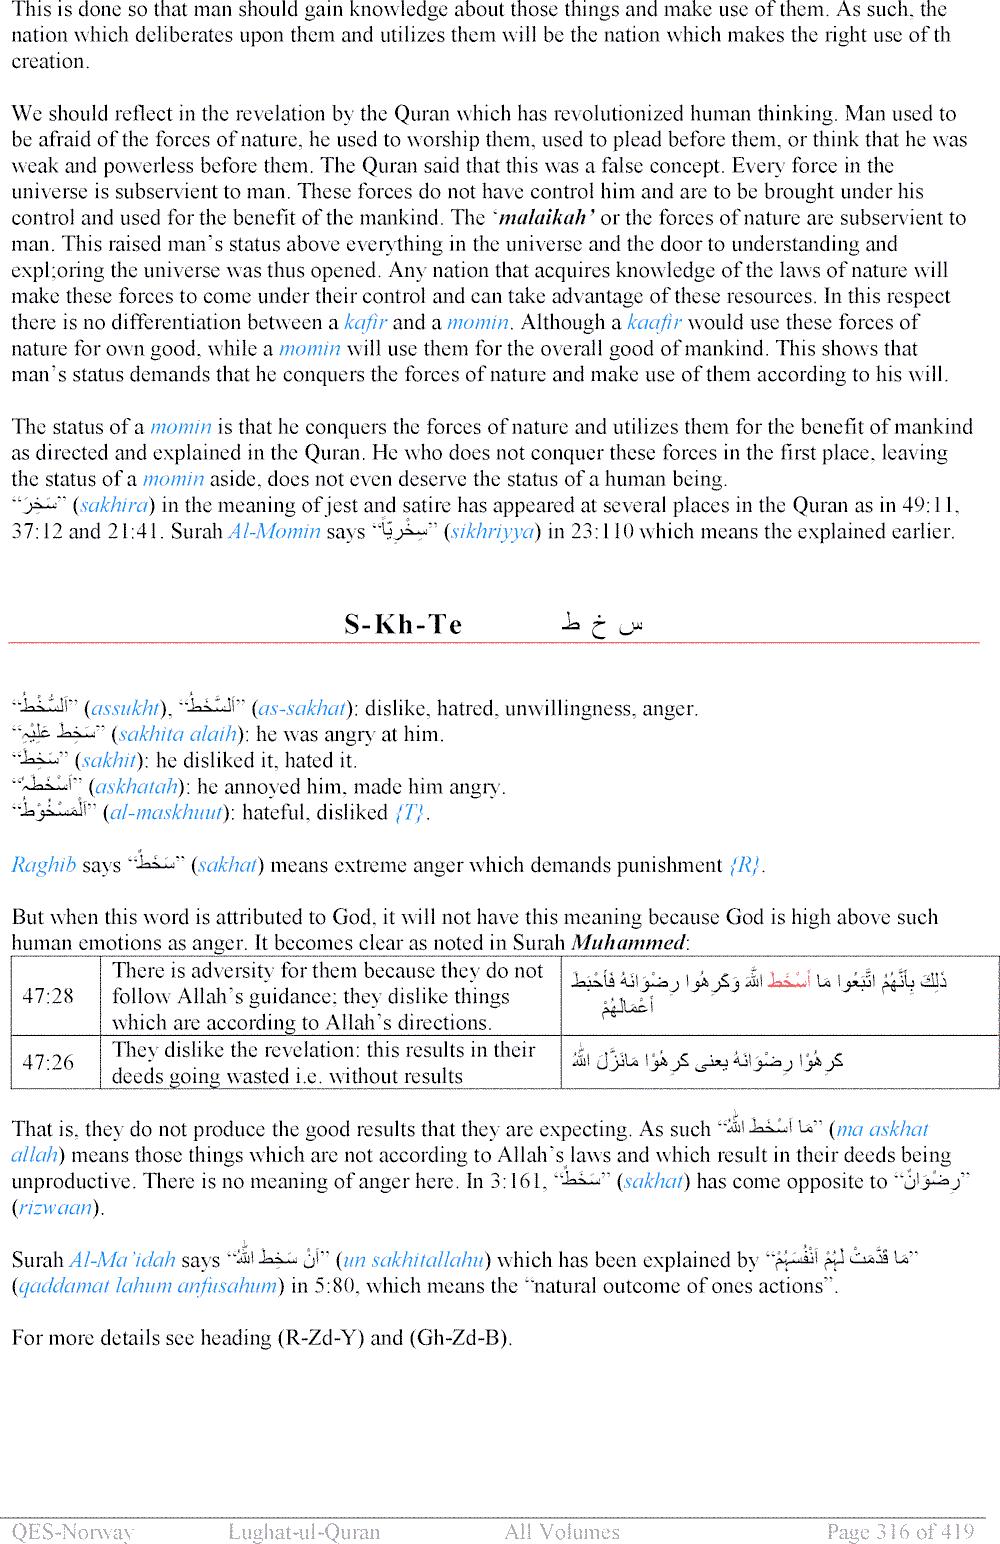 This is done so that man should gain knowledge about those things and make use of them. As such, the
nation which deliberates upon them and utilizes them will be the nation which makes the right use of th
creation.
We should reflect in the revelation by the Quran which has revolutionized human thinking. Man used to
be afraid of the forces of nature, he used to worship them, used to plead before them, or think that he was
weak and powerless before them. The Quran said that this was a false concept. Every force in the
universe is subservient to man. These forces do not have control him and are to be brought under his
control and used for the benefit of the mankind. The ‘malaikah’ or the forces of nature are subservient to
man. This raised man’s status above everything in the universe and the door to understanding and
expl;oring the universe was thus opened. Any nation that acquires knowledge of the laws of nature will
make these forces to come under their control and can take advantage of these resources. In this respect
there is no differentiation between a kafir and a momin. Although a kaafir would use these forces of
nature for own good, while a momin will use them for the overall good of mankind. This shows that
man’s status demands that he conquers the forces of nature and make use of them according to his will.
The status of a momin is that he conquers the forces of nature and utilizes them for the benefit of mankind
as directed and explained in the Quran. He who does not conquer these forces in the first place, leaving
the status of a momin aside, does not even deserve the status of a human being.
“سَخِرَ” (sakhira) in the meaning of jest and satire has appeared at several places in the Quran as in 49:11,
37:12 and 21:41. Surah Al-Momin says “سِخْرِيّاً” (sikhriyya) in 23:110 which means the explained earlier.
S-Kh-Te س خ ط
“اَلسُّخْطُ” (assukht), “اَلسَّخَطُ” (as-sakhat): dislike, hatred, unwillingness, anger.
“سَخِطَ عَلَيْہِ” (sakhita alaih): he was angry at him.
“سَخِطَ” (sakhit): he disliked it, hated it.
“اَسْخَطَہٗ” (askhatah): he annoyed him, made him angry.
“اَلْمَسْخُوْطُ” (al-maskhuut): hateful, disliked {T}.
Raghib says “سَخَطٌ” (sakhat) means extreme anger which demands punishment {R}.
But when this word is attributed to God, it will not have this meaning because God is high above such
human emotions as anger. It becomes clear as noted in Surah Muhammed:
47:28 There is adversity for them because they do not follow Allah’s guidance; they dislike things which are according to Allah’s directions. ذَلِكَ بِأَنَّهُمُ اتَّبَعُوا مَا أَسْخَطَ اللَّهَ وَكَرِهُوا رِضْوَانَهُ فَأَحْبَطَ أَعْمَالَهُمْ
47:26 They dislike the revelation: this results in their deeds going wasted i.e. without results كَرِهُوْا رِضْوَانَهُ يعنى كَرِهُوْا مَانَزَّلَ اللّٰهُ
That is, they do not produce the good results that they are expecting. As such “مَا اَسْخَطَ اللّٰهُ” (ma askhat
allah) means those things which are not according to Allah’s laws and which result in their deeds being
unproductive. There is no meaning of anger here. In 3:161, “سَخَطٌ” (sakhat) has come opposite to “رِضْوَانٌ”
(rizwaan).
Surah Al-Ma’idah says “اَنْ سَخِطَ اللّٰهُ” (un sakhitallahu) which has been explained by “مَا قَدَّمَتْ لَہُمْ اَنْفُسَہُمْ”
(qaddamat lahum anfusahum) in 5:80, which means the “natural outcome of ones actions”.
For more details see heading (R-Zd-Y) and (Gh-Zd-B).
QES-Norway Lughat-ul-Quran All Volumes Page 316 of 419